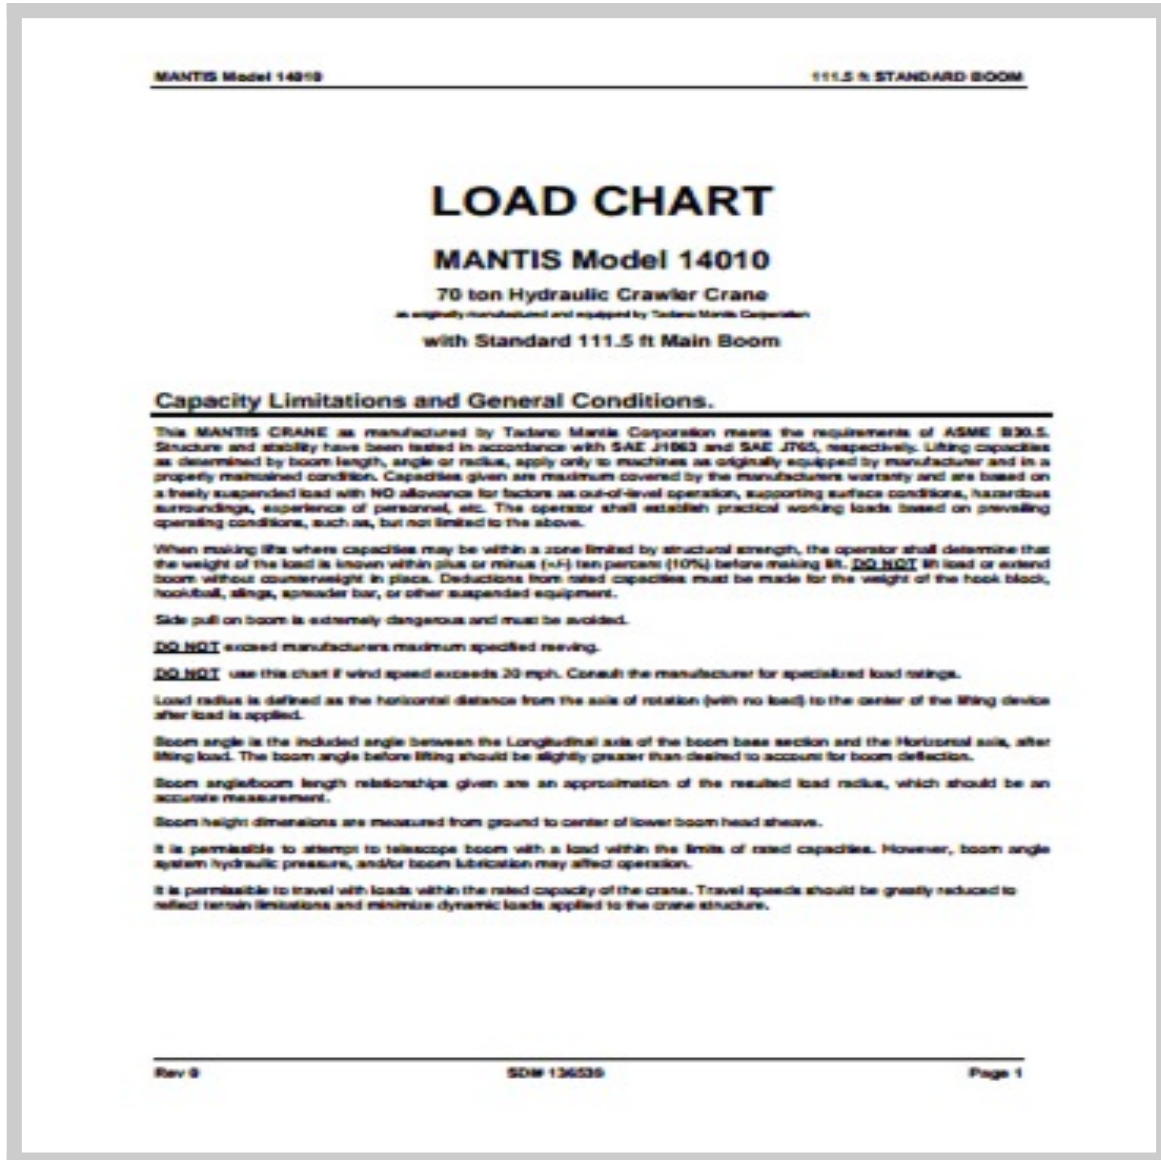 MANTIS Model 14010 111.5 ft STANDARD BOOM
LOAD CHART
MANTIS Model 14010
70 ton Hydraulic Crawler Crane
as originally manufactured and equipped by Tadano Mantis Corporation
with Standard 111.5 ft Main Boom
Capacity Limitations and General Conditions.
This MANTIS CRANE as manufactured by Tadano Mantis Corporation meets the requirements of ASME B30.5.
Structure and stability have been tested in accordance with SAE J1063 and SAE J765, respectively. Lifting capacities
as determined by boom length, angle or radius, apply only to machines as originally equipped by manufacturer and in a
properly maintained condition. Capacities given are maximum covered by the manufacturers warranty and are based on
a freely suspended load with NO allowance for factors as out-of-level operation, supporting surface conditions, hazardous
surroundings, experience of personnel, etc. The operator shall establish practical working loads based on prevailing
operating conditions, such as, but not limited to the above.
When making lifts where capacities may be within a zone limited by structural strength, the operator shall determine that
the weight of the load is known within plus or minus (+/-) ten percent (10%) before making lift. DO NOT lift load or extend
boom without counterweight in place. Deductions from rated capacities must be made for the weight of the hook block,
hook/ball, slings, spreader bar, or other suspended equipment.
Side pull on boom is extremely dangerous and must be avoided.
DO NOT exceed manufacturers maximum specified reeving.
DO NOT use this chart if wind speed exceeds 20 mph. Consult the manufacturer for specialized load ratings.
Load radius is defined as the horizontal distance from the axis of rotation (with no load) to the center of the lifting device
after load is applied.
Boom angle is the included angle between the Longitudinal axis of the boom base section and the Horizontal axis, after
lifting load. The boom angle before lifting should be slightly greater than desired to account for boom deflection.
Boom angle/boom length relationships given are an approximation of the resulted load radius, which should be an
accurate measurement.
Boom height dimensions are measured from ground to center of lower boom head sheave.
It is permissible to attempt to telescope boom with a load within the limits of rated capacities. However, boom angle
system hydraulic pressure, and/or boom lubrication may affect operation.
It is permissible to travel with loads within the rated capacity of the crane. Travel speeds should be greatly reduced to
reflect terrain limitations and minimize dynamic loads applied to the crane structure.
Rev 0 SDI# 136539 Page 1